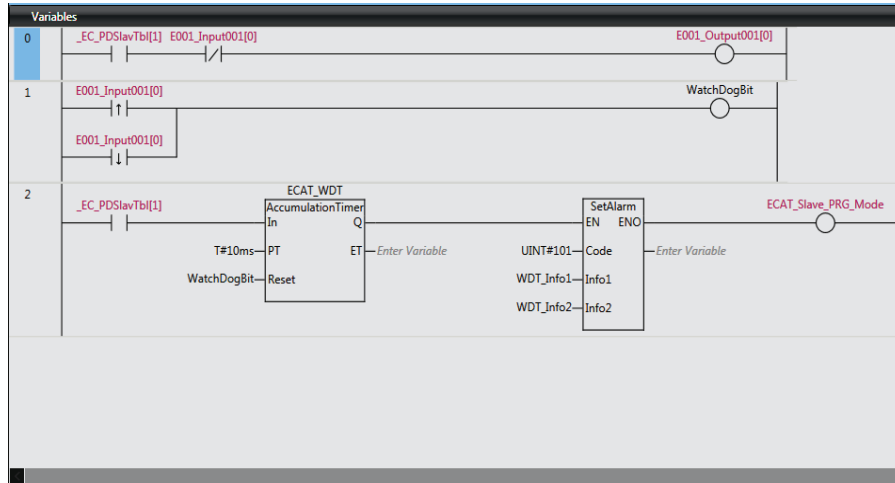 Variables
0
_EC_PDSlavTbl[1] E001_Input001[0] E001_Output001[0]
1
E001_Input001[0] WatchDogBit
E001_Input001[0]
2
ECAT_WDT
_EC_PDSlavTbl[1] AccumulationTimer SetAlarm ECAT_Slave_PRG_Mode
In Q EN ENO
T#10ms PT ET Enter Variable UINT#101 Code Enter Variable
WatchDogBit Reset WDT_Info1 Info1
WDT_Info2 Info2